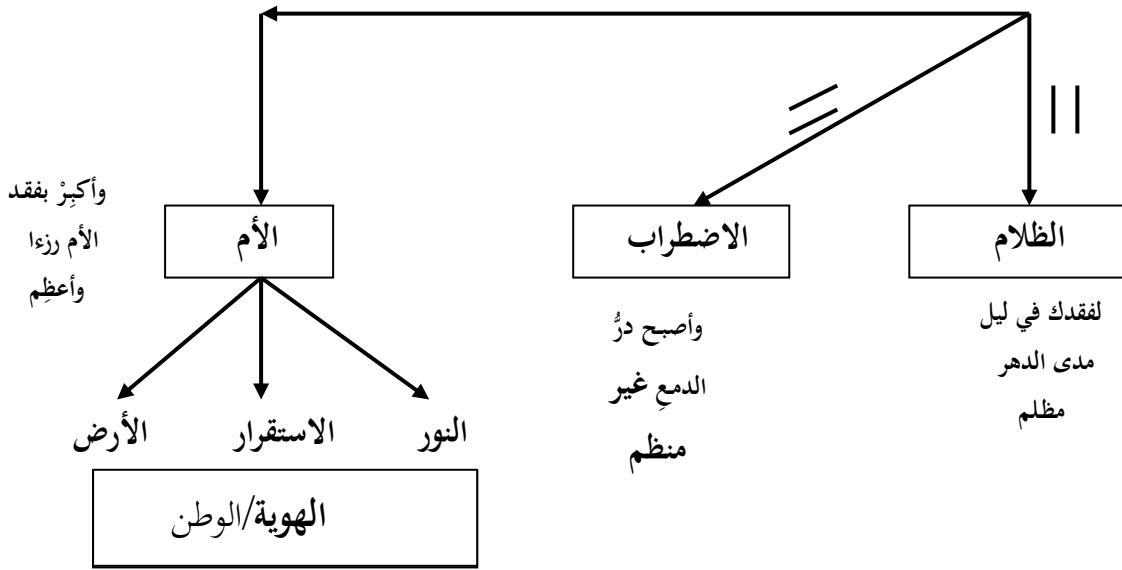 الظلام
لفقدك في ليل
مدى الدهر
مظلم
الاضطراب
وأصبح درُّ
الدمعِ غير
منظم
الأم
وأكبِرْ بفقد
الأم رزءا
وأعظِم
النور
الاستقرار
الأرض
الهوية/الوطن